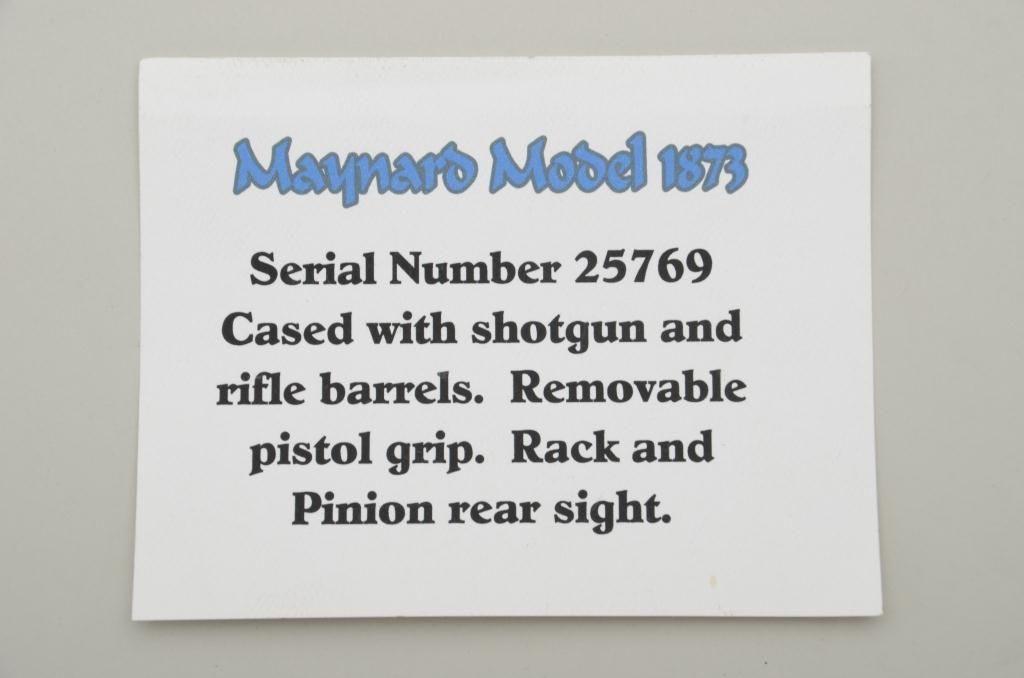 Maynard Model 1873
Serial Number 25769
Cased with shotgun and
rifle barrels. Removable
pistol grip. Rack and
Pinion rear sight.